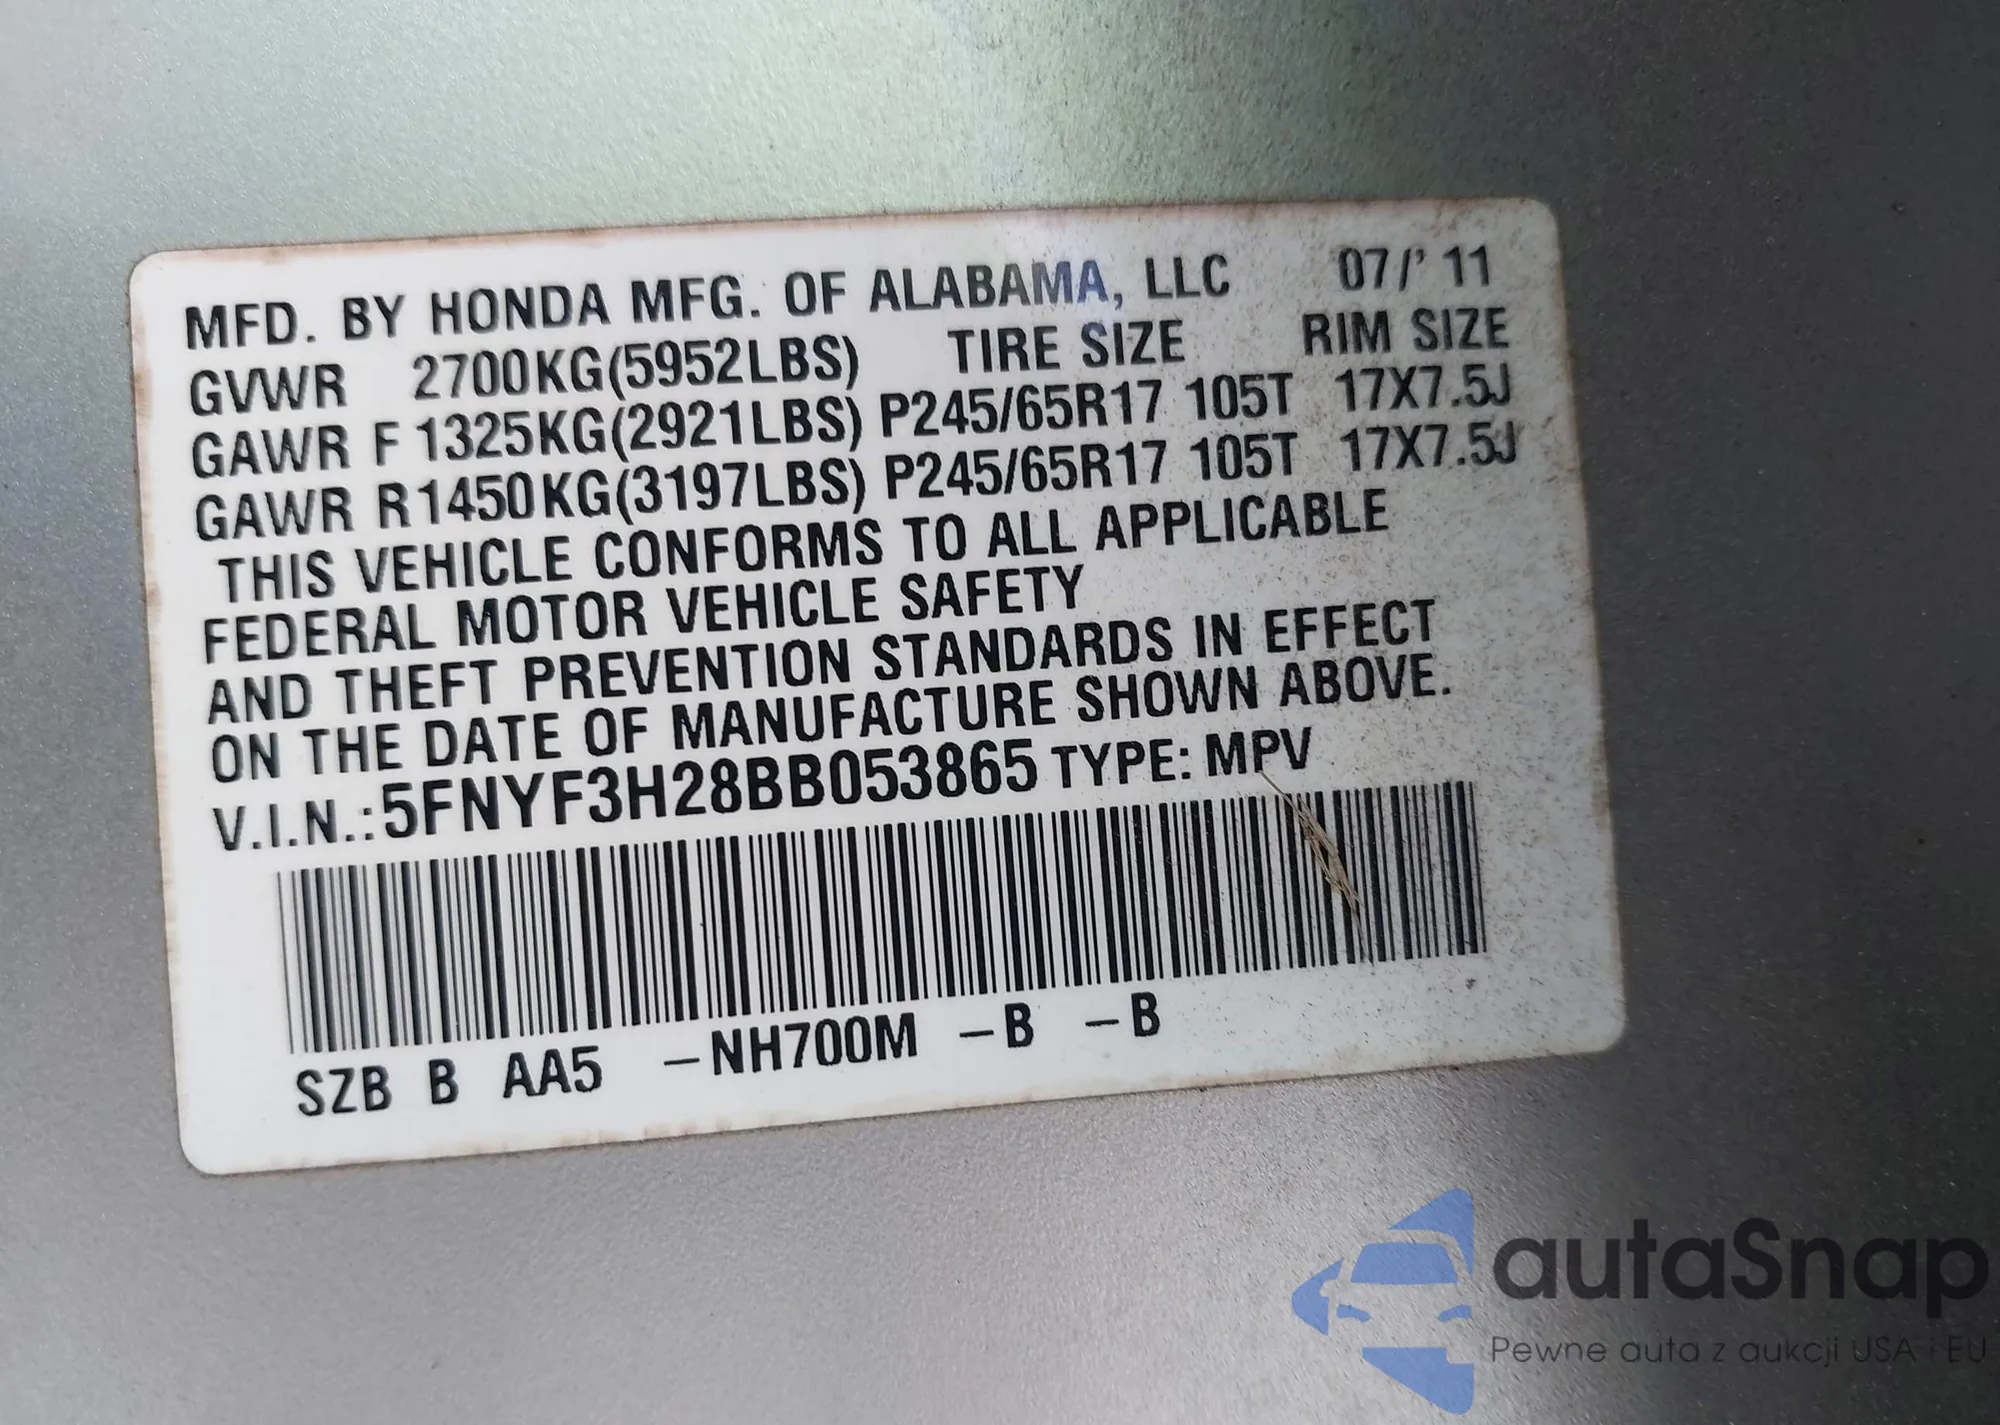 MFD. BY HONDA MFG. OF ALABAMA, LLC 07/' 11
GVWR 2700KG(5952LBS) TIRE SIZE RIM SIZE
GAWR F 1325KG(2921LBS) P245/65R17 105T 17X7.5J
GAWR R1450KG(3197LBS) P245/65R17 105T 17X7.5J
THIS VEHICLE CONFORMS TO ALL APPLICABLE
FEDERAL MOTOR VEHICLE SAFETY
AND THEFT PREVENTION STANDARDS IN EFFECT
ON THE DATE OF MANUFACTURE SHOWN ABOVE.
V.I.N.:5FNYF3H28BB053865 TYPE: MPV
SZB B AA5 –NH700M –B –B
autaSnap
Pewne auta z aukcji USA i EU